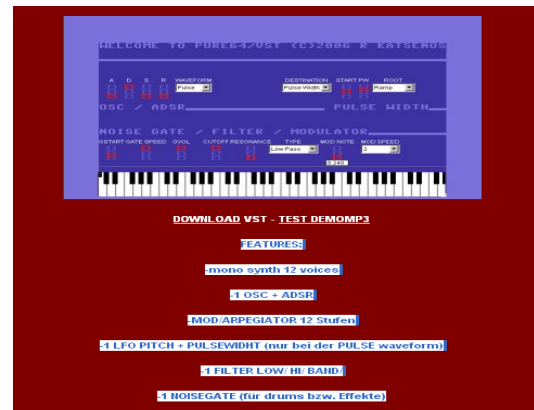 WELCOME TO PURE64/VST (C)2006 R KATSENOS
A D S R WAVEFORM DESTINATION START PW ROOT
Pulse Pulse Width Ramp
OSC / ADSR PULSE WIDTH
NOISE GATE / FILTER / MODULATOR
GSTART GATE SPEED GVOL CUTOFF RESONANCE TYPE MOD NOTE MOD SPEED
Low Pass 2
0.240
DOWNLOAD VST - TEST DEMOMP3
FEATURES:
-mono synth 12 voices
-1 OSC + ADSR
-MOD/ARPEGIATOR 12 Stufen
-1 LFO PITCH + PULSEWIDHT (nur bei der PULSE waveform)
-1 FILTER LOW/ HI/ BAND/
-1 NOISEGATE (für drums bzw. Effekte)